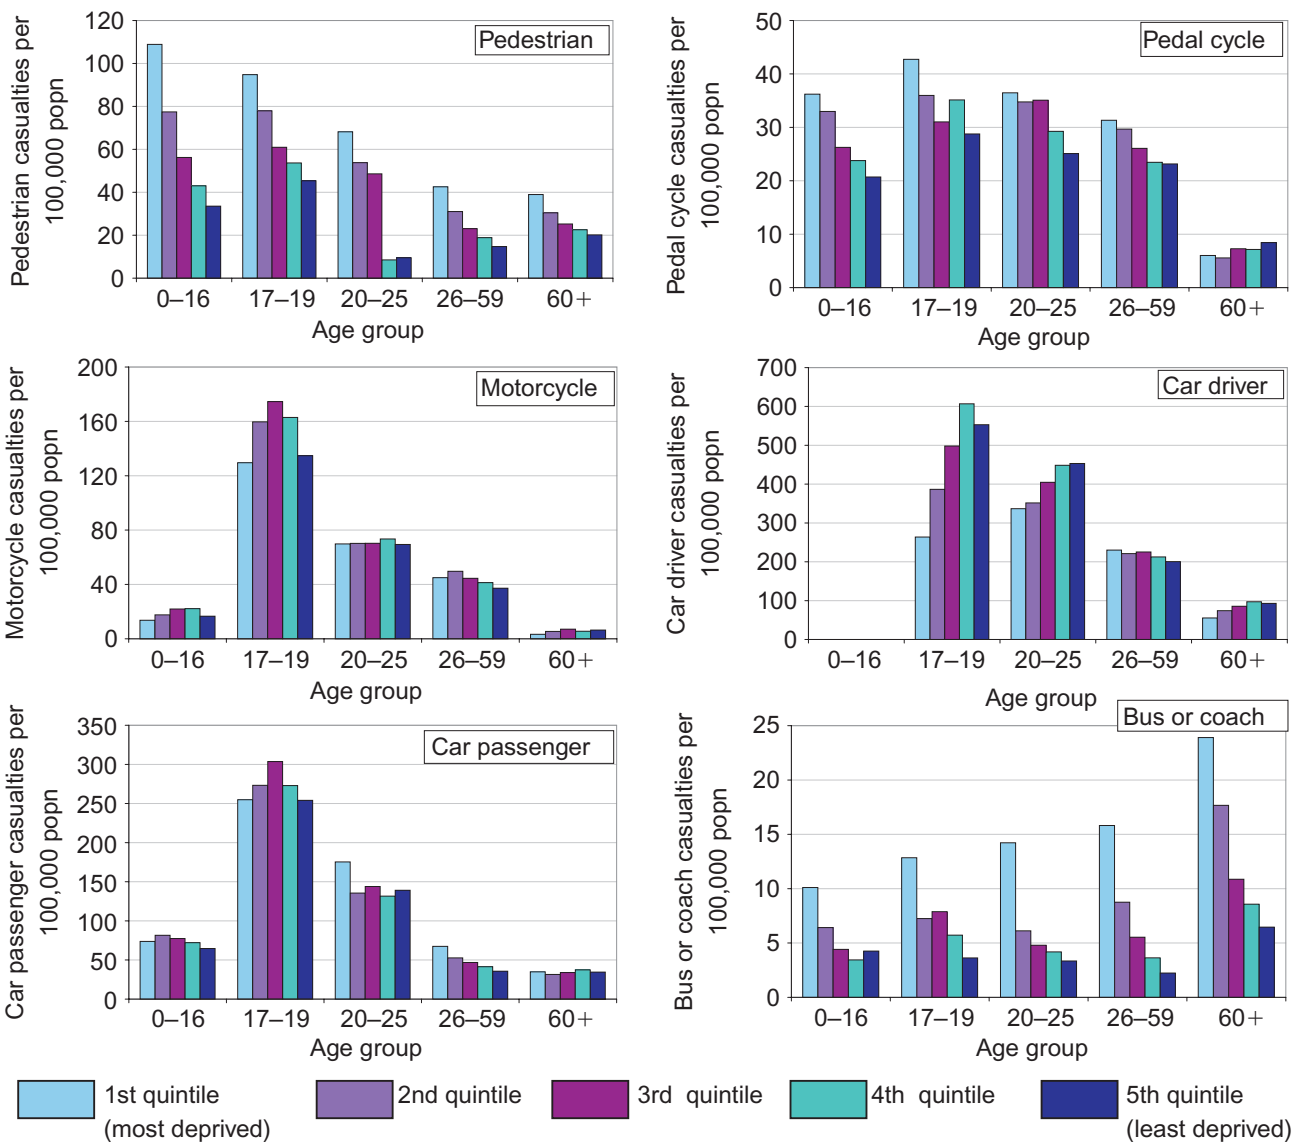 Pedestrian
Pedestrian casualties per
100,000 popn
120
100
80
60
40
20
0
0–16 17–19 20–25 26–59 60+
Age group
Pedal cycle
Pedal cycle casualties per
100,000 popn
50
40
30
20
10
0
0–16 17–19 20–25 26–59 60+
Age group
Motorcycle
Motorcycle casualties per
100,000 popn
200
160
120
80
40
0
0–16 17–19 20–25 26–59 60+
Age group
Car driver
Car driver casualties per
100,000 popn
700
600
500
400
300
200
100
0
0–16 17–19 20–25 26–59 60+
Age group
Car passenger
Car passenger casualties per
100,000 popn
350
300
250
200
150
100
50
0
0–16 17–19 20–25 26–59 60+
Age group
Bus or coach
Bus or coach casualties per
100,000 popn
25
20
15
10
5
0
0–16 17–19 20–25 26–59 60+
Age group
1st quintile
(most deprived)
2nd quintile
3rd quintile
4th quintile
5th quintile
(least deprived)